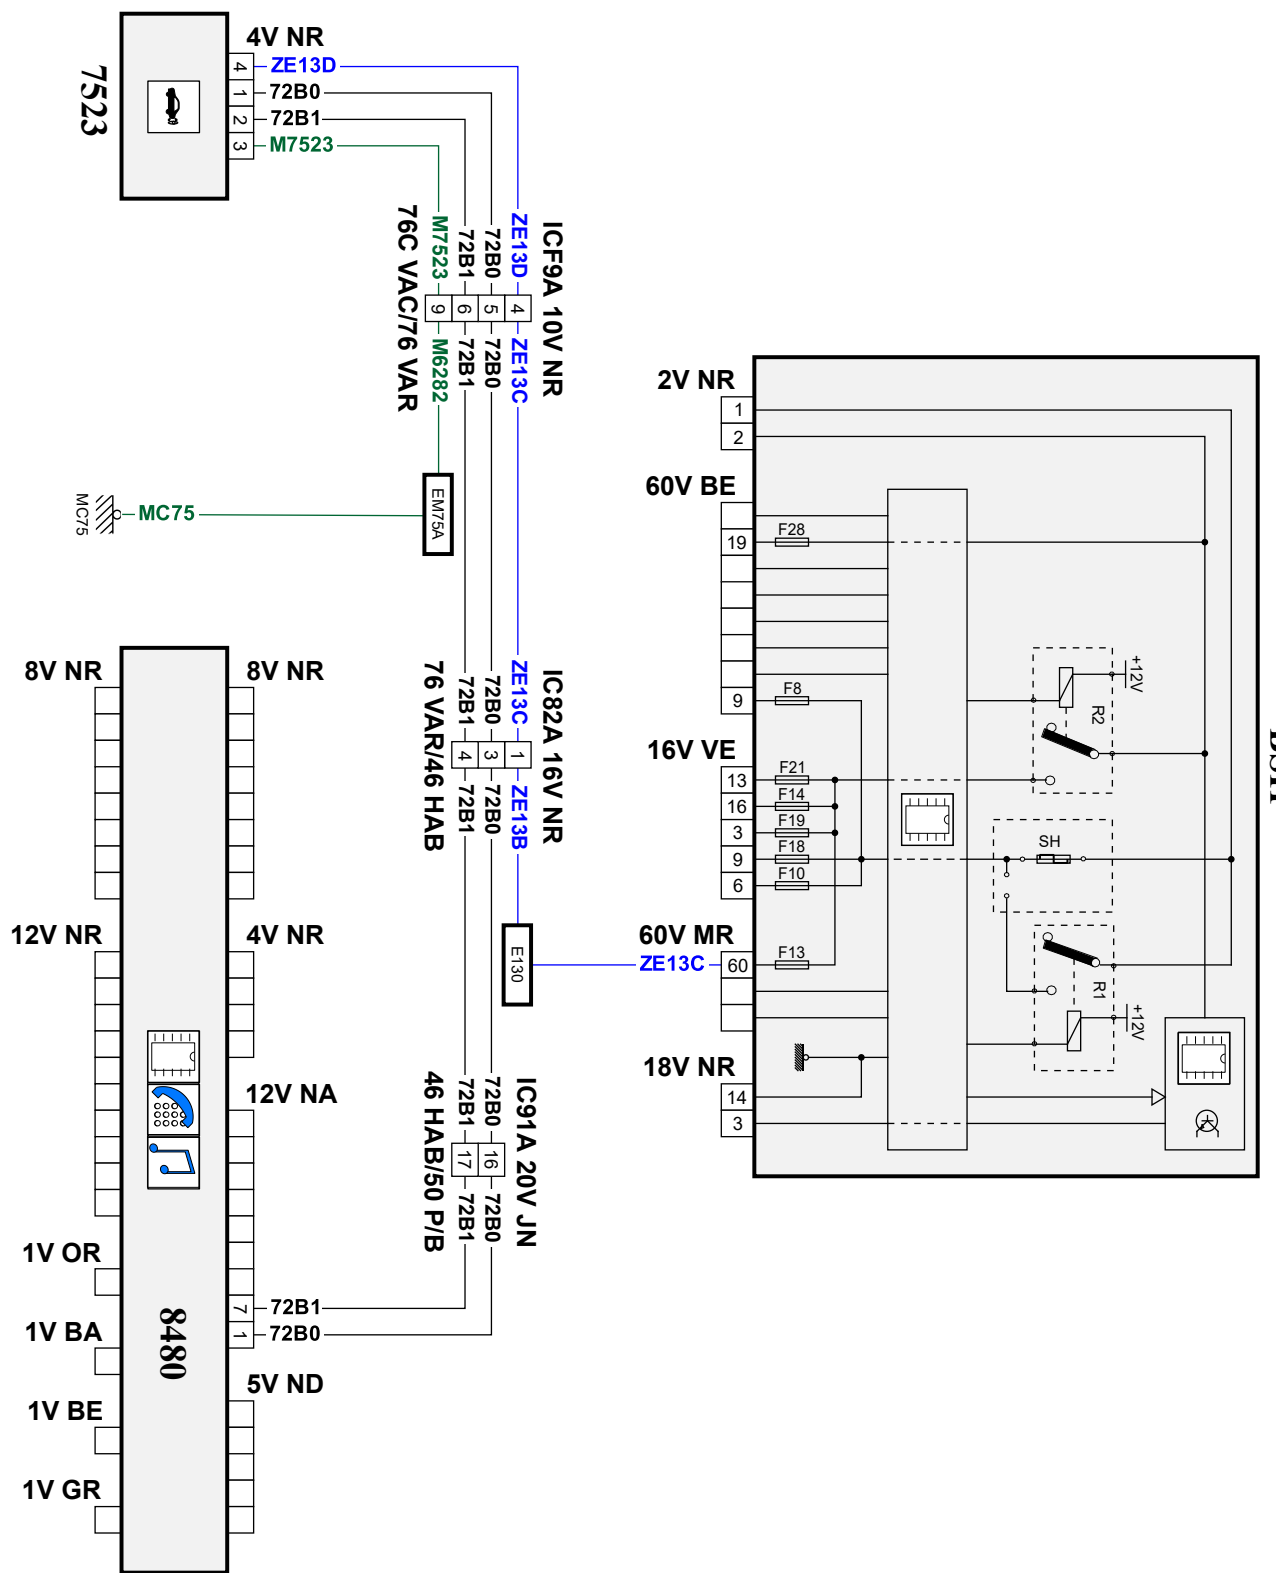 4V NR
4 ZE13D
1 72B0
2 72B1
3 M7523
7523
ICF9A 10V NR
ZE13D 4 ZE13C
72B0 5 72B0
72B1 6 72B1
M7523 9 M6282
76C VAC/76 VAR
EM75A
MC75
MC75
IC82A 16V NR
ZE13C 1 ZE13B
72B0 3 72B0
72B1 4 72B1
76 VAR/46 HAB
E130
ZE13C
IC91A 20V JN
72B0 16 72B0
72B1 17 72B1
46 HAB/50 P/B
8V NR
8V NR
12V NR
4V NR
12V NA
1V OR
7 72B1
1 72B0
1V BA
8480
5V ND
1V BE
1V GR
2V NR
1
2
60V BE
19 F28
9 F8
16V VE
13 F21
16 F14
3 F19
9 F18
6 F10
60V MR
60 F13
18V NR
14
3
+12V
R2
SH
R1
+12V